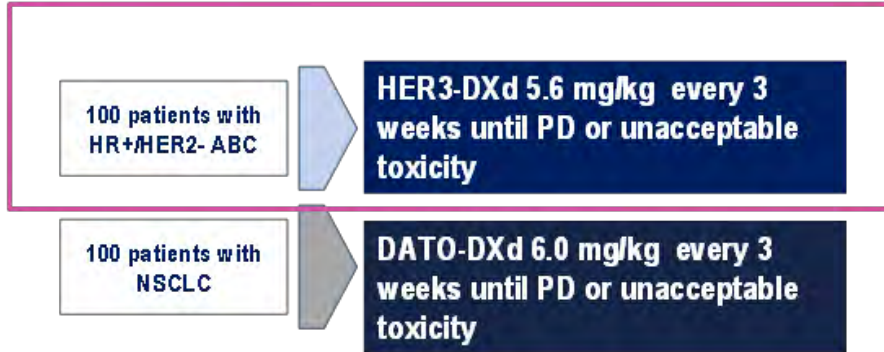 100 patients with
HR+/HER2- ABC
HER3-DXd 5.6 mg/kg every 3
weeks until PD or unacceptable
toxicity
100 patients with
NSCLC
DATO-DXd 6.0 mg/kg every 3
weeks until PD or unacceptable
toxicity